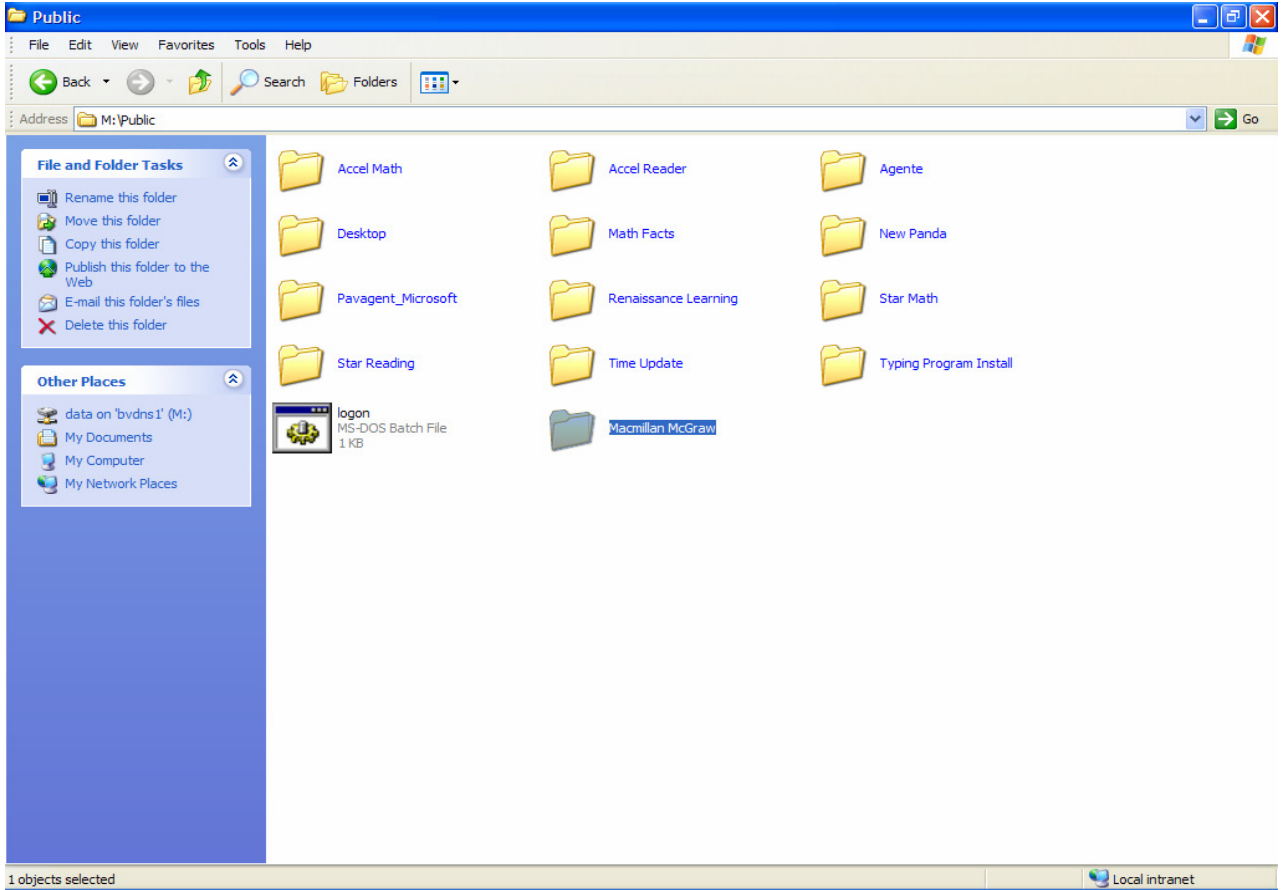 Public
File Edit View Favorites Tools Help
Back Search Folders
Address M:\Public Go
File and Folder Tasks
Rename this folder
Move this folder
Copy this folder
Publish this folder to the
Web
E-mail this folder's files
Delete this folder
Other Places
data on 'bvdns1' (M:)
My Documents
My Computer
My Network Places
Accel Math Accel Reader Agente
Desktop Math Facts New Panda
Pavagent_Microsoft Renaissance Learning Star Math
Star Reading Time Update Typing Program Install
logon
MS-DOS Batch File
1 KB
Macmillan McGraw
1 objects selected Local intranet